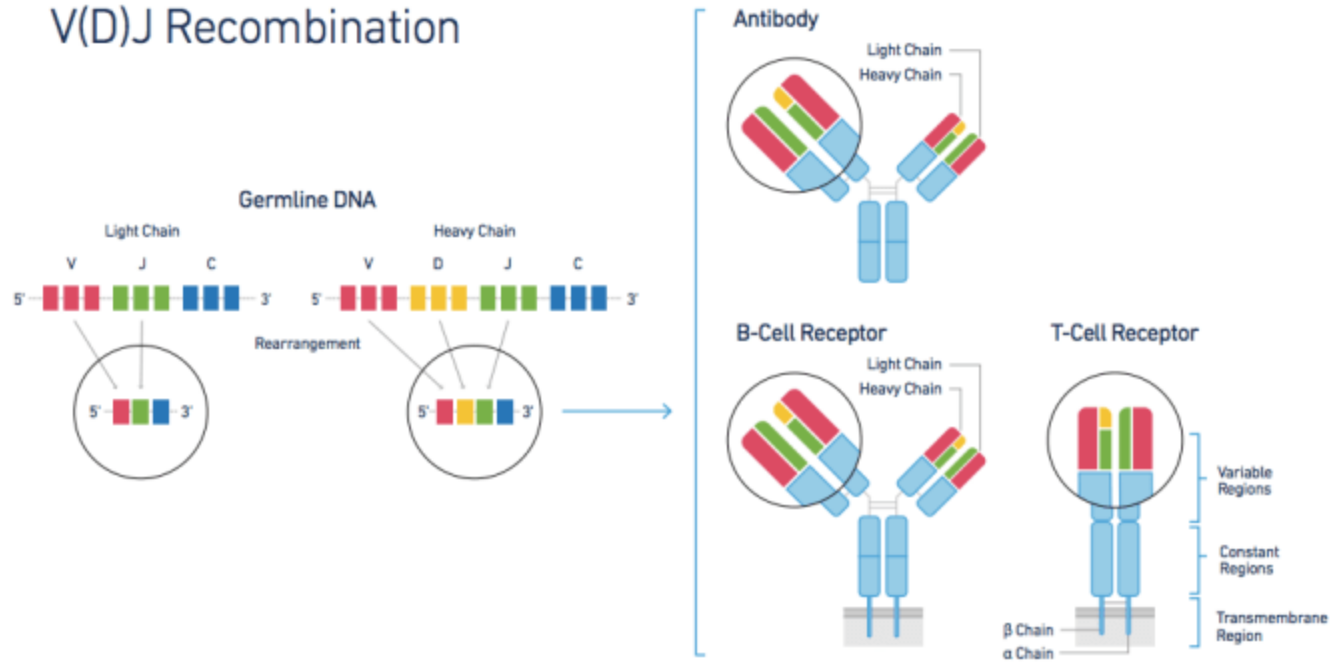 V(D)J Recombination
Germline DNA
Light Chain
V J C
5' 3'
Heavy Chain
V D J C
5' 3'
Rearrangement
5' 3'
5' 3'
Antibody
Light Chain
Heavy Chain
B-Cell Receptor
Light Chain
Heavy Chain
T-Cell Receptor
Variable
Regions
Constant
Regions
Transmembrane
Region
β Chain
α Chain